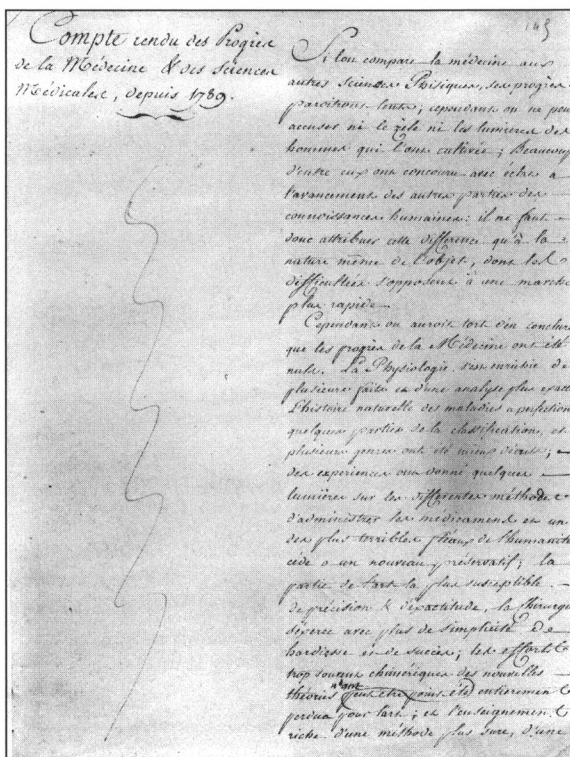 145
Compte rendu des Progrès
de la Médecine & des sciences
Médicales, depuis 1789.
Si l'on compare la médecine aux
autres sciences Phisiques, ses progrès
paroitront lents; cependant on ne peut
accuser ni le zèle ni les lumières des
hommes qui l'ont cultivée; Beaucoup
d'entre eux ont concouru avec éclat à
l'avancement des autres parties des
connoissances humaines: il ne faut
donc attribuer cette différence qu'à la
nature même de l'objet, dont les
difficultés s'opposent à une marche
plus rapide.
Cependant on auroit tort d'en conclure
que les progrès de la Médecine ont été
nuls. La Physiologie s'est enrichie de
plusieurs faits et d'une analyse plus exacte
l'histoire naturelle des maladies a perfectionné
quelques parties de la classification, et
plusieurs genres ont été mieux décrits;
des expériences ont donné quelques
lumières sur les différentes méthodes
d'administrer les médicamens et un
des plus terribles fléaux de l'humanité
cède à un nouveau préservatif; la
partie de l'art la plus susceptible
de précision & d'exactitude, la Chirurgie
s'exerce avec plus de simplicité de
hardiesse et de succès; les efforts
trop souvent chimériques des nouvelles
théories n'ont peut être point été entièrement
perdus pour l'art; et l'enseignement
riche d'une méthode plus sure, d'une